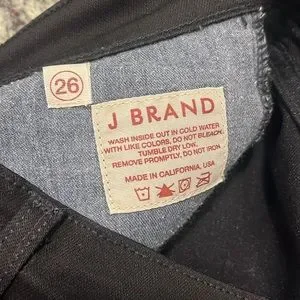 26
J BRAND
WASH INSIDE OUT IN COLD WATER
WITH LIKE COLORS, DO NOT BLEACH,
TUMBLE DRY LOW,
REMOVE PROMPTLY, DO NOT IRON
MADE IN CALIFORNIA, USA